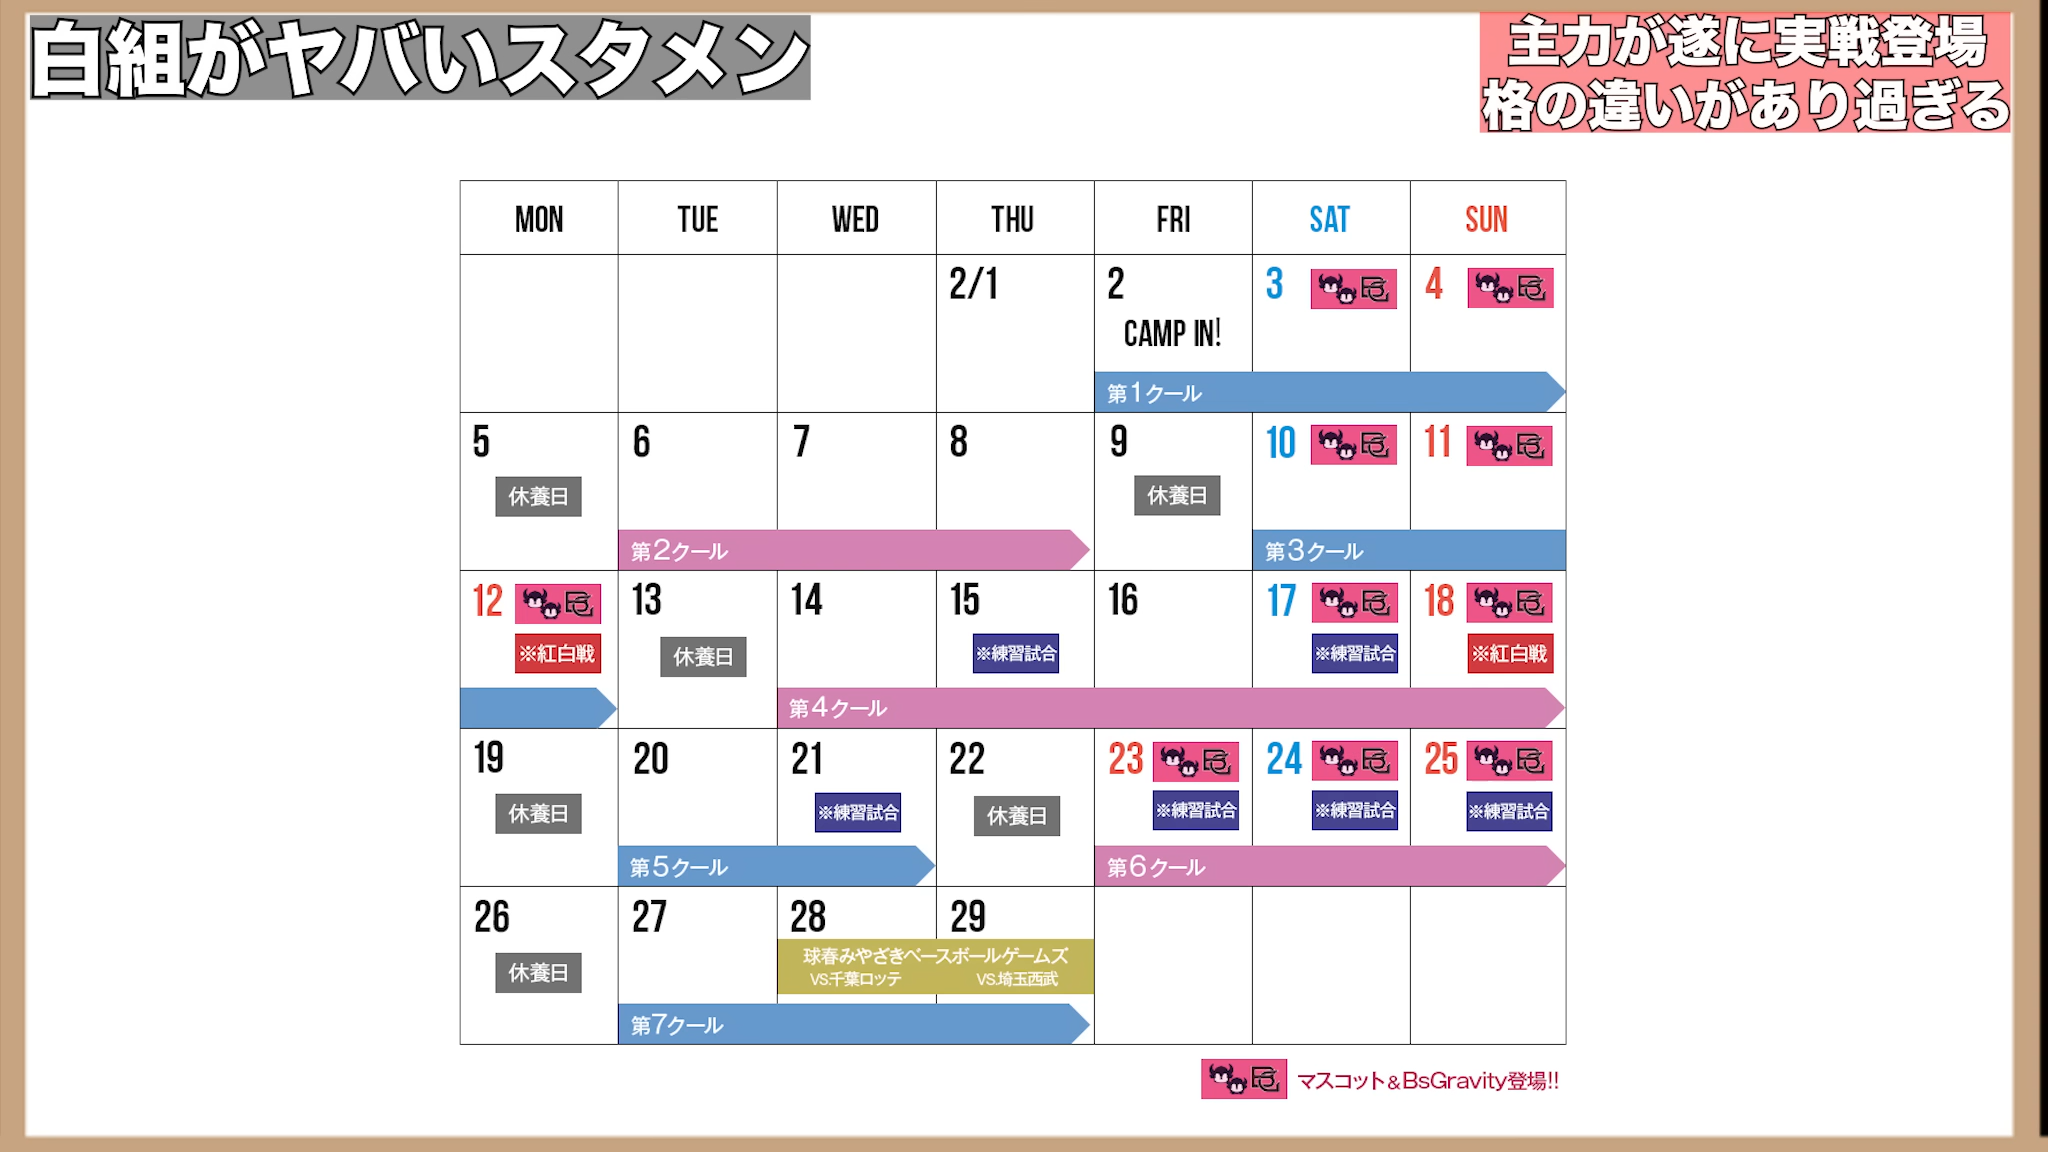 白組がヤバいスタメン
主力が遂に実戦登場
格の違いがあり過ぎる
MON TUE WED THU FRI SAT SUN
2/1 2 3 4
CAMP IN!
第1クール
5 6 7 8 9 10 11
休養日 休養日
第2クール 第3クール
12 13 14 15 16 17 18
※紅白戦 休養日 ※練習試合 ※練習試合 ※紅白戦
第4クール
19 20 21 22 23 24 25
休養日 ※練習試合 休養日 ※練習試合 ※練習試合 ※練習試合
第5クール 第6クール
26 27 28 29
休養日 球春みやざきベースボールゲームズ
VS.千葉ロッテ VS.埼玉西武
第7クール
マスコット&BsGravity登場!!